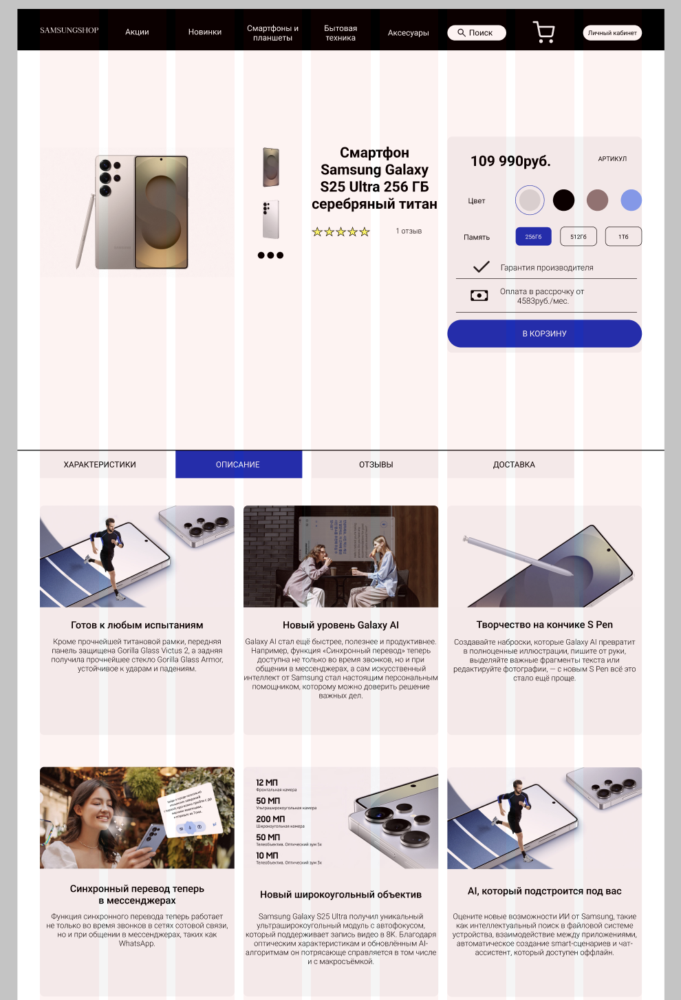 SAMSUNGSHOP
Акции
Новинки
Смартфоны и
планшеты
Бытовая
техника
Аксесуары
Поиск
Личный кабинет
Смартфон
Samsung Galaxy
S25 Ultra 256 ГБ
серебряный титан
1 отзыв
109 990руб.
АРТИКУЛ
Цвет
Память
256Гб
512Гб
1Тб
Гарантия производителя
Оплата в рассрочку от
4583руб./мес.
В КОРЗИНУ
ХАРАКТЕРИСТИКИ
ОПИСАНИЕ
ОТЗЫВЫ
ДОСТАВКА
Готов к любым испытаниям
Кроме прочнейшей титановой рамки, передняя
панель защищена Gorilla Glass Victus 2, а задняя
получила прочнейшее стекло Gorilla Glass Armor,
устойчивое к ударам и падениям.
Новый уровень Galaxy AI
Galaxy AI стал ещё быстрее, полезнее и продуктивнее.
Например, функция «Синхронный перевод» теперь
доступна не только во время звонков, но и при
общении в мессенджерах, а сам искусственный
интеллект от Samsung стал настоящим персональным
помощником, которому можно доверить решение
важных дел.
Творчество на кончике S Pen
Создавайте наброски, которые Galaxy AI превратит
в полноценные иллюстрации, пишите от руки,
выделяйте важные фрагменты текста или
редактируйте фотографии, — с новым S Pen всё это
стало ещё проще.
12 МП
Фронтальная камера
50 МП
Ультраширокоугольная камера
200 МП
Широкоугольная камера
50 МП
Телеобъектив. Оптический зум 5x
10 МП
Телеобъектив. Оптический зум 3x
Синхронный перевод теперь
в мессенджерах
Функция синхронного перевода теперь работает
не только во время звонков в сетях сотовой связи,
но и при общении в мессенджерах, таких как
WhatsApp.
Новый широкоугольный объектив
Samsung Galaxy S25 Ultra получил уникальный
ультраширокоугольный модуль с автофокусом,
который поддерживает запись видео в 8K. Благодаря
оптическим характеристикам и обновлённым AI-
алгоритмам он потрясающе справляется в том числе
и с макросъёмкой.
AI, который подстроится под вас
Оцените новые возможности ИИ от Samsung, такие
как интеллектуальный поиск в файловой системе
устройства, взаимодействие между приложениями,
автоматическое создание smart-сценариев и чат-
ассистент, который доступен оффлайн.